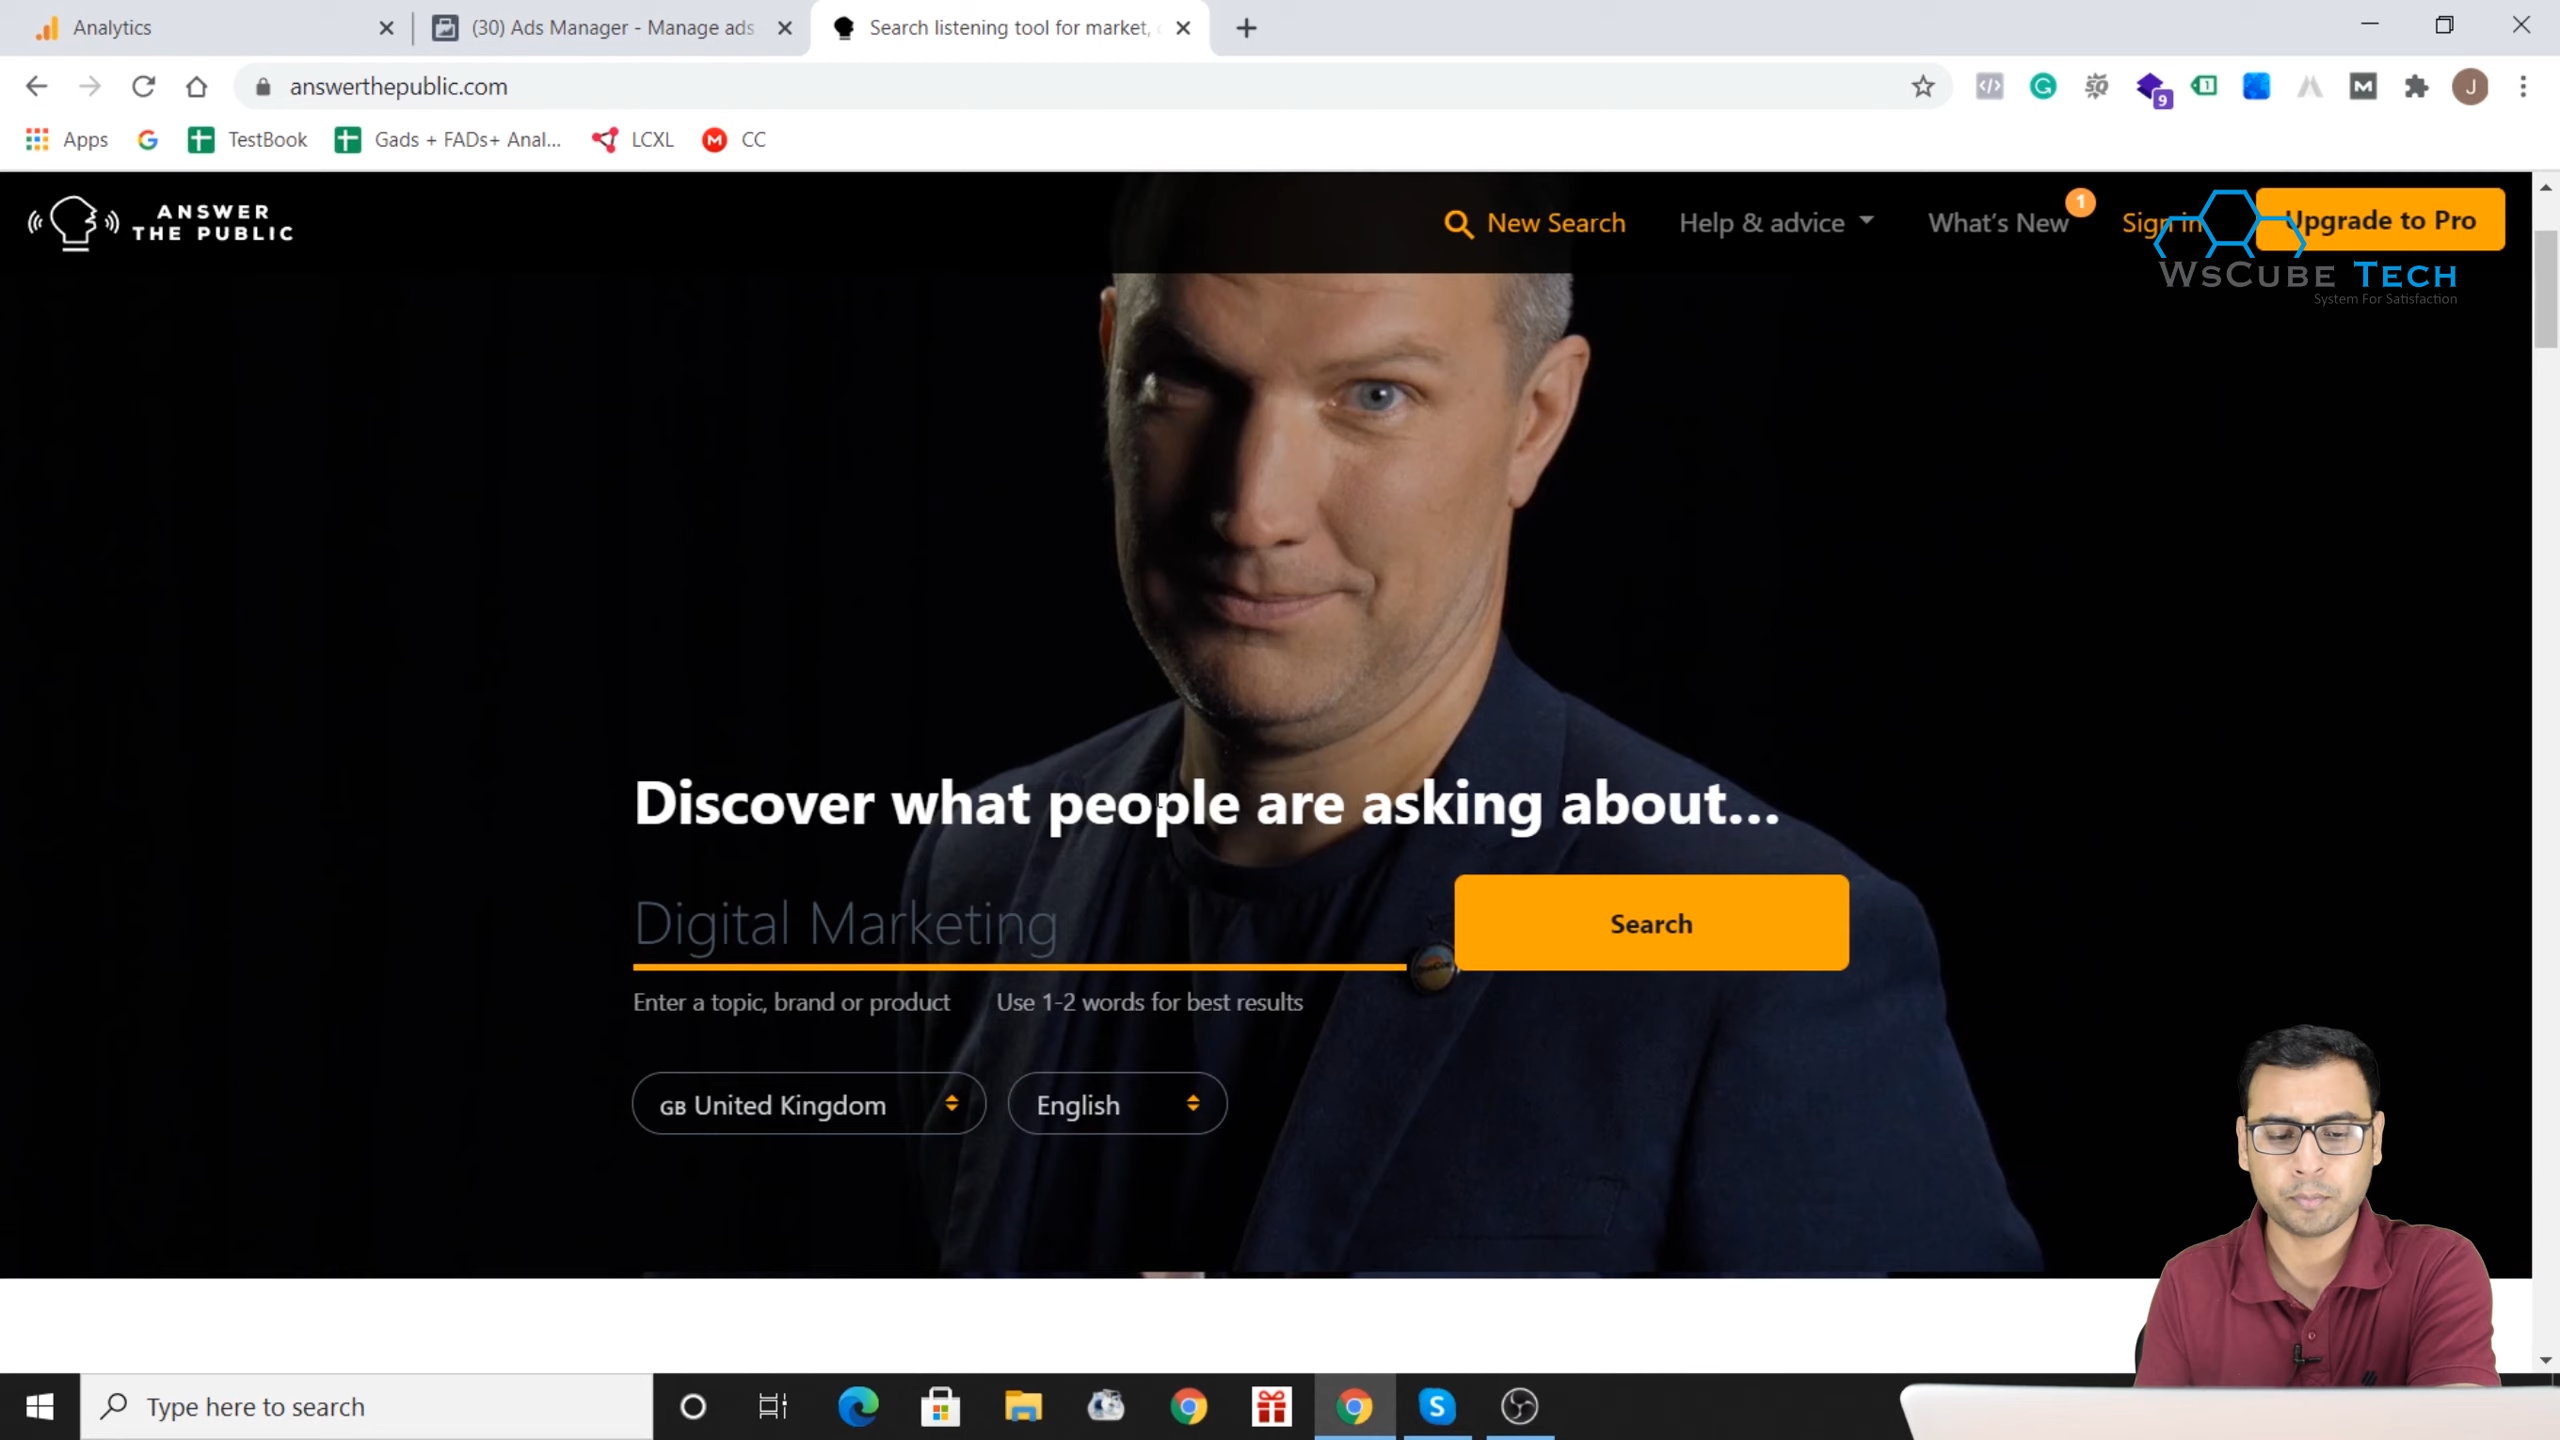 Analytics
(30) Ads Manager - Manage ads
Search listening tool for market,
answerthepublic.com
9
1
J
Apps
TestBook
Gads + FADs+ Anal...
LCXL
CC
ANSWER
THE PUBLIC
New Search
Help & advice
What's New
1
Sign in
Upgrade to Pro
WsCUBE TECH
System For Satisfaction
Discover what people are asking about...
Digital Marketing
Search
Enter a topic, brand or product
Use 1-2 words for best results
GB United Kingdom
English
Type here to search